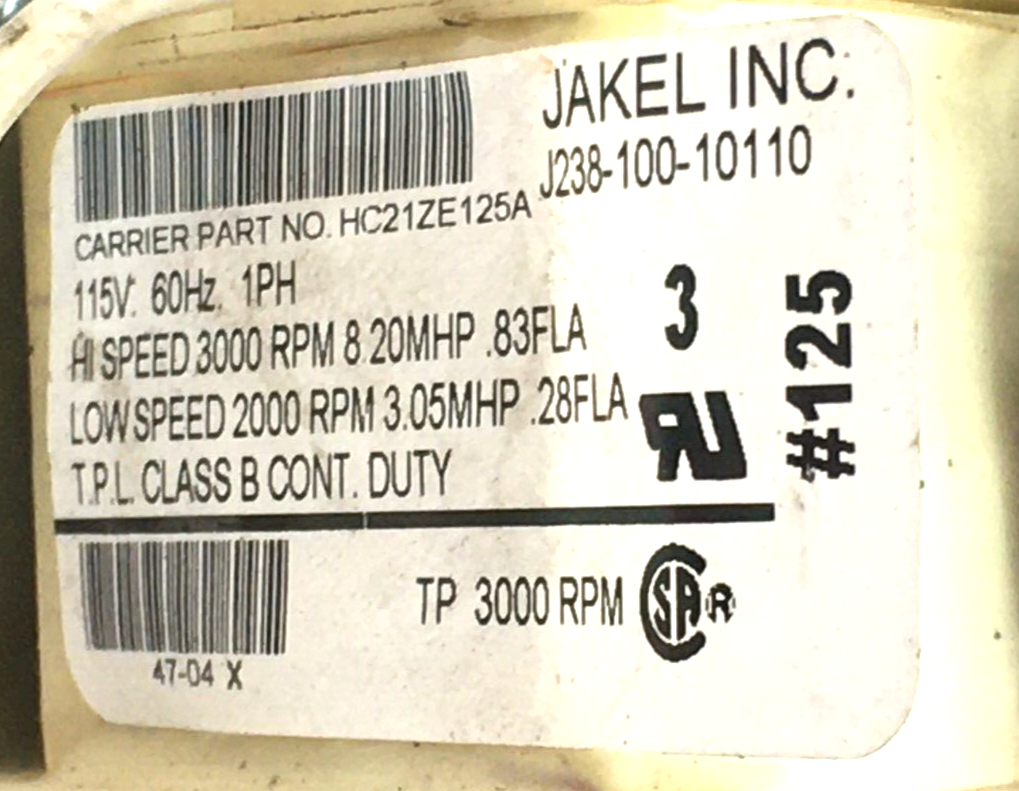 JAKEL INC.
J238-100-10110
CARRIER PART NO. HC21ZE125A
115V. 60Hz. 1PH
HI SPEED 3000 RPM 8.20MHP .83FLA
LOW SPEED 2000 RPM 3.05MHP .28FLA
T.P.L. CLASS B CONT. DUTY
3
#125
TP 3000 RPM
47-04 X